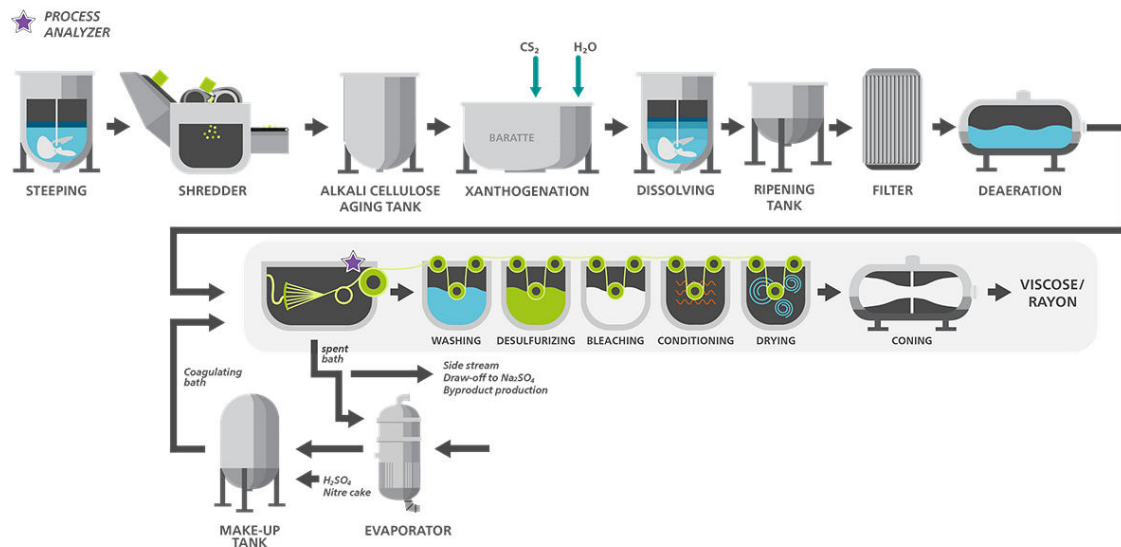 PROCESS
ANALYZER
CS₂
H₂O
BARATTE
STEEPING
SHREDDER
ALKALI CELLULOSE
AGING TANK
XANTHOGENATION
DISSOLVING
RIPENING
TANK
FILTER
DEAERATION
VISCOSE/
RAYON
WASHING
DESULFURIZING
BLEACHING
CONDITIONING
DRYING
CONING
spent
bath
Side stream
Draw-off to Na₂SO₄
Byproduct production
Coagulating
bath
H₂SO₄
Nitre cake
MAKE-UP
TANK
EVAPORATOR